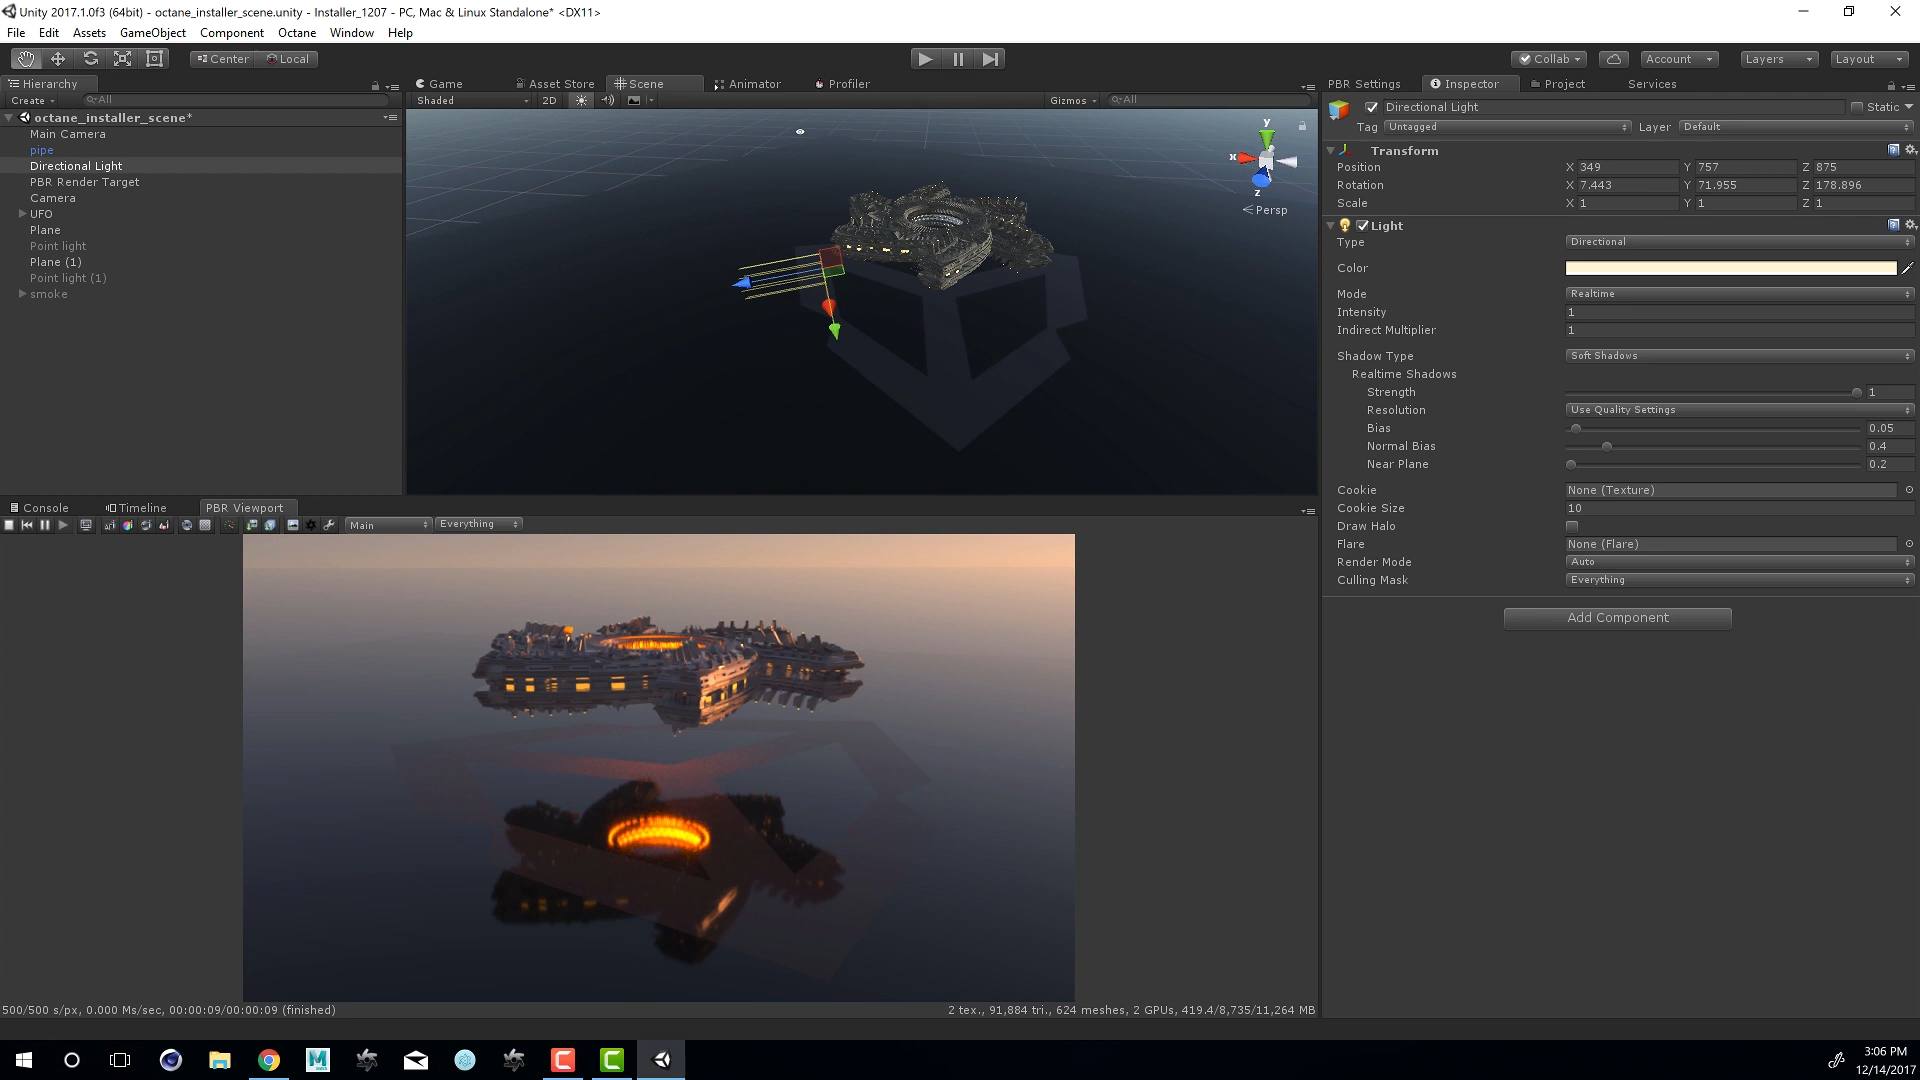 Unity 2017.1.0f3 (64bit) - octane_installer_scene.unity - Installer_1207 - PC, Mac & Linux Standalone* <DX11>
File Edit Assets GameObject Component Octane Window Help
Center Local Collab Account Layers Layout
Hierarchy
Create All
octane_installer_scene*
Main Camera
pipe
Directional Light
PBR Render Target
Camera
UFO
Plane
Point light
Plane (1)
Point light (1)
smoke
Game Asset Store Scene Animator Profiler
Shaded 2D Gizmos All
y
x
z
Persp
Console Timeline PBR Viewport
Main Everything
500/500 s/px, 0.000 Ms/sec, 00:00:09/00:00:09 (finished)
2 tex., 91,884 tri., 624 meshes, 2 GPUs, 419.4/8,735/11,264 MB
PBR Settings Inspector Project Services
Directional Light Static
Tag Untagged Layer Default
Transform
Position X 349 Y 757 Z 875
Rotation X 7.443 Y 71.955 Z 178.896
Scale X 1 Y 1 Z 1
Light
Type Directional
Color
Mode Realtime
Intensity 1
Indirect Multiplier 1
Shadow Type Soft Shadows
Realtime Shadows
Strength 1
Resolution Use Quality Settings
Bias 0.05
Normal Bias 0.4
Near Plane 0.2
Cookie None (Texture)
Cookie Size 10
Draw Halo
Flare None (Flare)
Render Mode Auto
Culling Mask Everything
Add Component
3:06 PM
12/14/2017